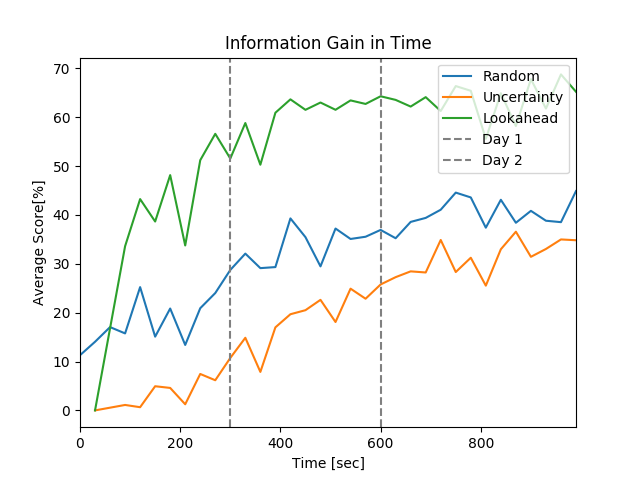 Information Gain in Time
Average Score[%]
70
60
50
40
30
20
10
0
Random
Uncertainty
Lookahead
Day 1
Day 2
0
200
400
600
800
Time [sec]